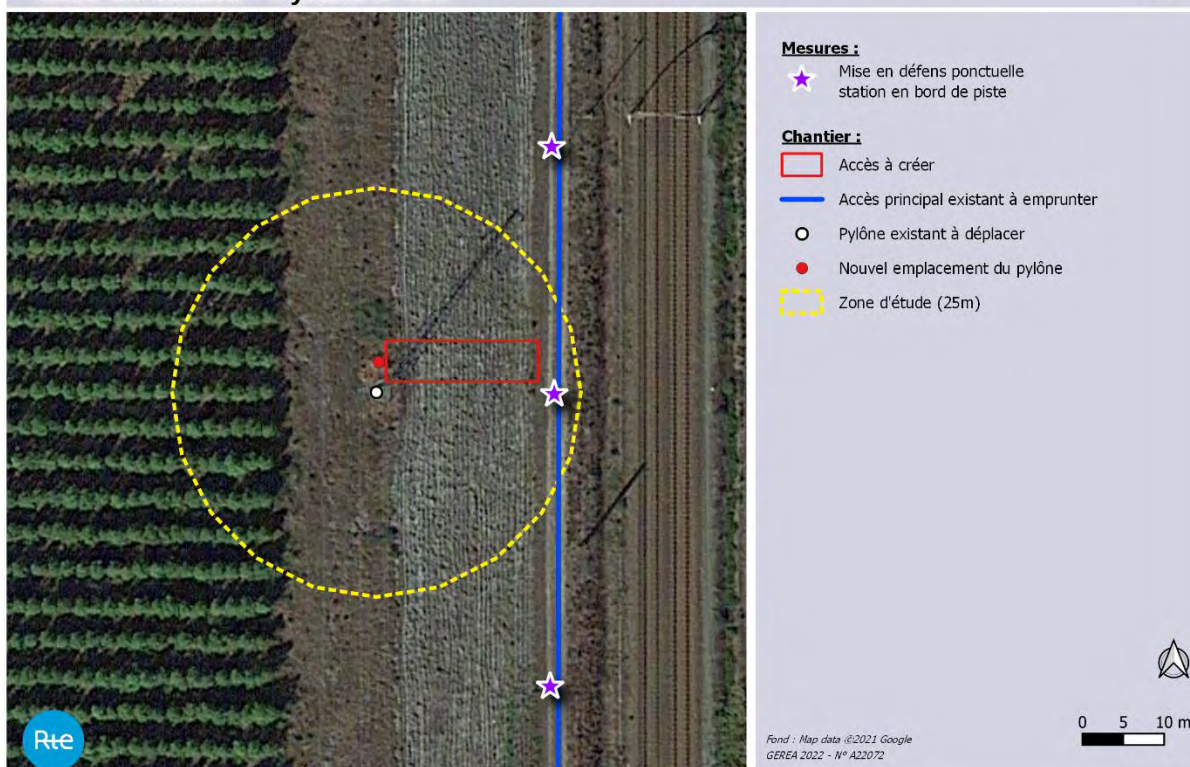 Mesures :
Mise en défens ponctuelle
station en bord de piste
Chantier :
Accès à créer
Accès principal existant à emprunter
Pylône existant à déplacer
Nouvel emplacement du pylône
Zone d'étude (25m)
Rte
0 5 10 m
Fond : Map data ©2021 Google
GEREA 2022 - N° A22072